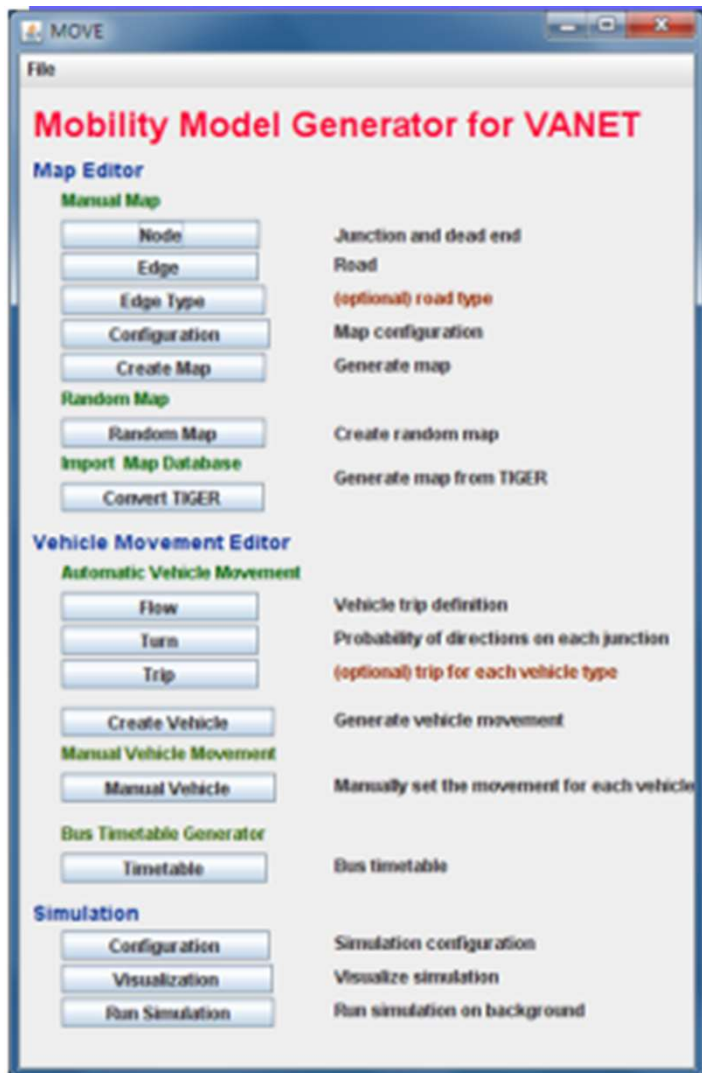 MOVE
File
Mobility Model Generator for VANET
Map Editor
Manual Map
Node Junction and dead end
Edge Road
Edge Type (optional) road type
Configuration Map configuration
Create Map Generate map
Random Map
Random Map Create random map
Import Map Database
Convert TIGER Generate map from TIGER
Vehicle Movement Editor
Automatic Vehicle Movement
Flow Vehicle trip definition
Turn Probability of directions on each junction
Trip (optional) trip for each vehicle type
Create Vehicle Generate vehicle movement
Manual Vehicle Movement
Manual Vehicle Manually set the movement for each vehicle
Bus Timetable Generator
Timetable Bus timetable
Simulation
Configuration Simulation configuration
Visualization Visualize simulation
Run Simulation Run simulation on background